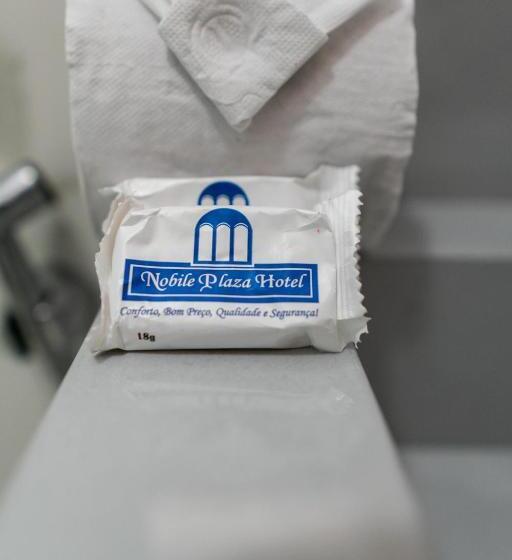 Nobile Plaza Hotel
Conforto, Bom Preço, Qualidade e Segurança!
18g